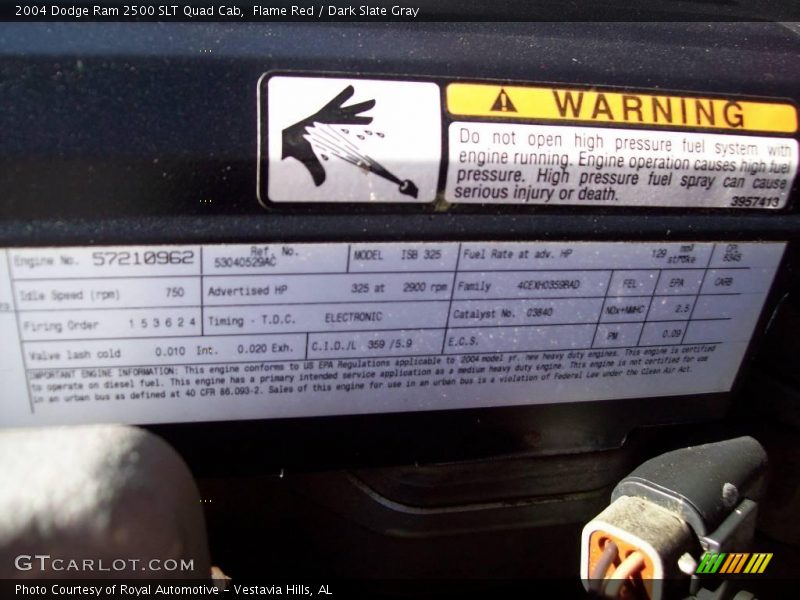 2004 Dodge Ram 2500 SLT Quad Cab, Flame Red / Dark Slate Gray
WARNING
Do not open high pressure fuel system with
engine running. Engine operation causes high fuel
pressure. High pressure fuel spray can cause
serious injury or death.
3957413
Engine No. 57210962 Ref. No. 53040529AC MODEL ISB 325 Fuel Rate at adv. HP 129 mm3 stroke CPL 8345
Idle Speed (rpm) 750 Advertised HP 325 at 2900 rpm Family 4CEXH0359BAD FEL EPA CARB
Firing Order 1 5 3 6 2 4 Timing - T.D.C. ELECTRONIC Catalyst No. 03840 NOx+NMHC 2.5
Valve lash cold 0.010 Int. 0.020 Exh. C.I.D./L 359 /5.9 E.C.S. PM 0.09
IMPORTANT ENGINE INFORMATION: This engine conforms to US EPA Regulations applicable to 2004 model yr. new heavy duty engines. This engine is certified
to operate on diesel fuel. This engine has a primary intended service application as a medium heavy duty engine. This engine is not certified for use
in an urban bus as defined at 40 CFR 86.093-2. Sales of this engine for use in an urban bus is a violation of Federal Law under the Clean Air Act.
GTCARLOT.COM
Photo Courtesy of Royal Automotive - Vestavia Hills, AL